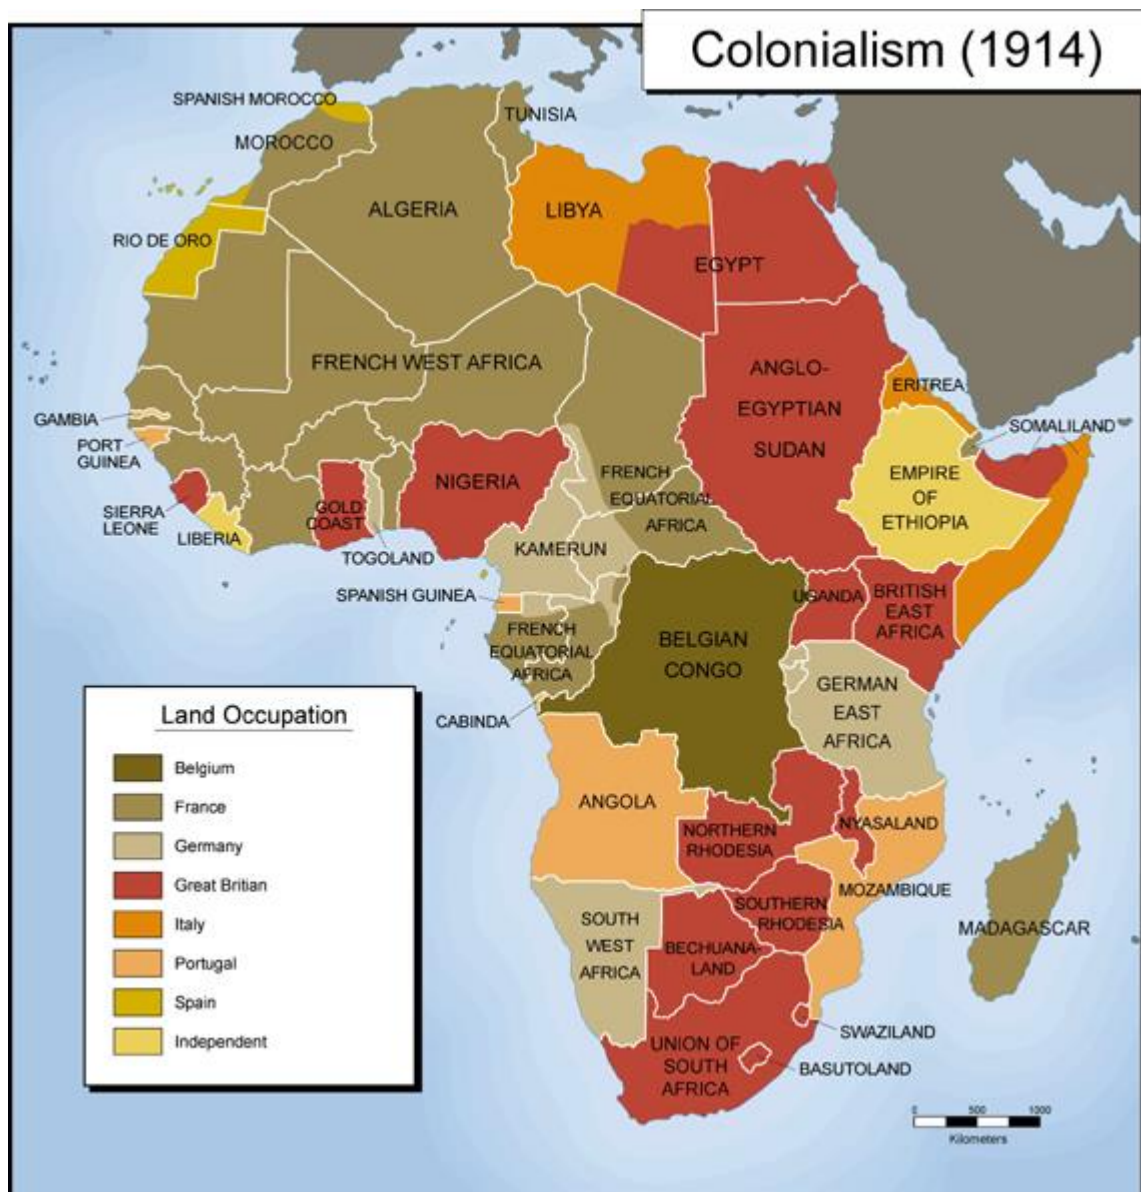 Colonialism (1914)
SPANISH MOROCCO
TUNISIA
MOROCCO
ALGERIA
LIBYA
RIO DE ORO
EGYPT
FRENCH WEST AFRICA
ANGLO-
EGYPTIAN
SUDAN
ERITREA
GAMBIA
PORT
GUINEA
SOMALILAND
NIGERIA
FRENCH
EQUATORIAL
AFRICA
EMPIRE
OF
ETHIOPIA
SIERRA
LEONE
LIBERIA
GOLD
COAST
TOGOLAND
KAMERUN
SPANISH GUINEA
UGANDA
BRITISH
EAST
AFRICA
FRENCH
EQUATORIAL
AFRICA
BELGIAN
CONGO
CABINDA
GERMAN
EAST
AFRICA
Land Occupation
Belgium
France
Germany
Great Britian
Italy
Portugal
Spain
Independent
ANGOLA
NORTHERN
RHODESIA
NYASALAND
MOZAMBIQUE
SOUTHERN
RHODESIA
SOUTH
WEST
AFRICA
BECHUANA-
LAND
MADAGASCAR
SWAZILAND
UNION OF
SOUTH
AFRICA
BASUTOLAND
0 500 1000
Kilometers